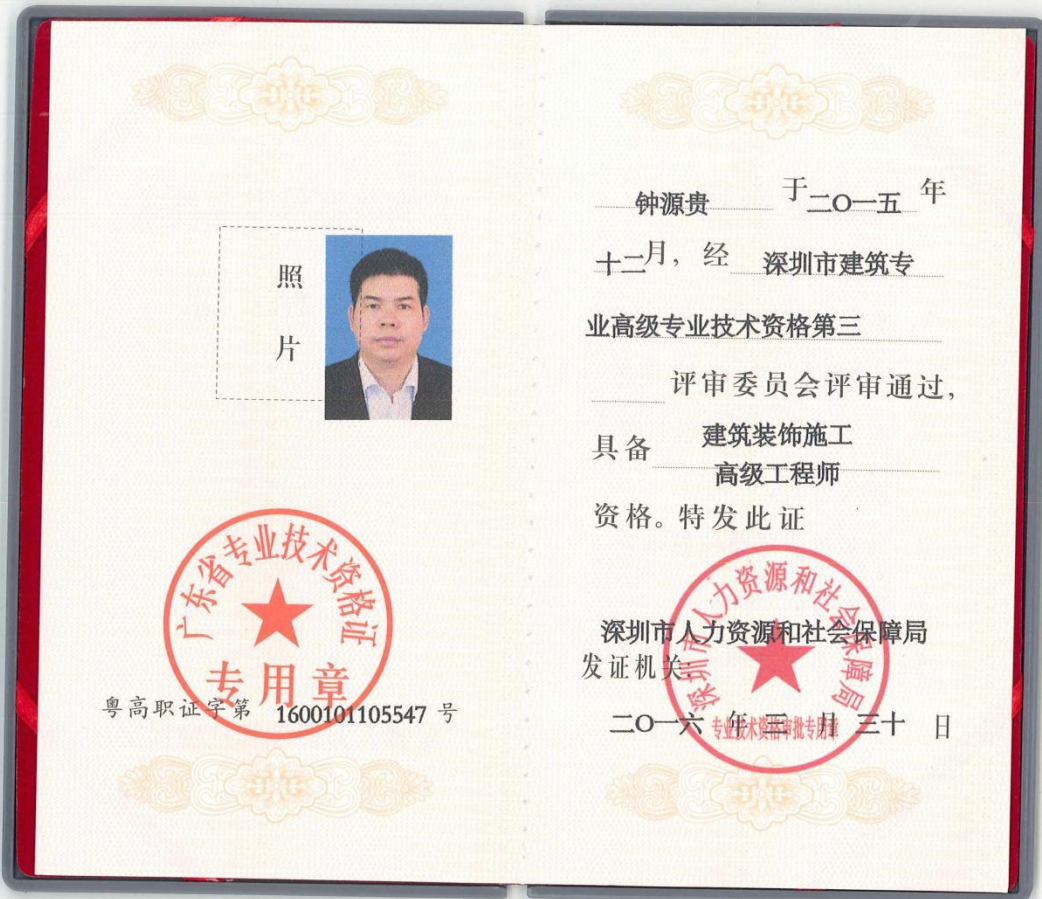 照
片
广东省专业技术资格证
专用章
粤高职证字第 1600101105547 号
钟源贵 于二〇一五 年
十二月，经 深圳市建筑专
业高级专业技术资格第三
评审委员会评审通过，
具备 建筑装饰施工
高级工程师
资格。特发此证
深圳市人力资源和社会保障局
深圳市人力资源和社会保障局
发证机关：
二〇一六 年 三 月 三十 日
专业技术资格审批专用章